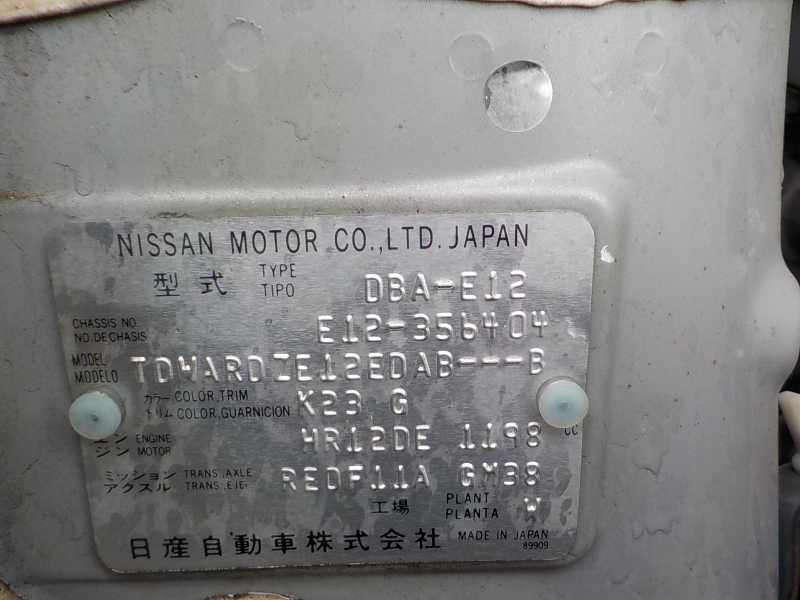 NISSAN MOTOR CO.,LTD. JAPAN
型式 TYPE TIPO DBA-E12
CHASSIS NO. NO.DE CHASIS E12-356404
MODEL MODELO TDWARDZE12EDAB---B
カラー COLOR,TRIM トリム COLOR,GUARNICION K23 G
エンジン ENGINE MOTOR HR12DE 1198 CC
ミッション TRANS.,AXLE アクスル TRANS.,EJE REDF11A GM38
工場 PLANT PLANTA W
日産自動車株式会社 MADE IN JAPAN
89909